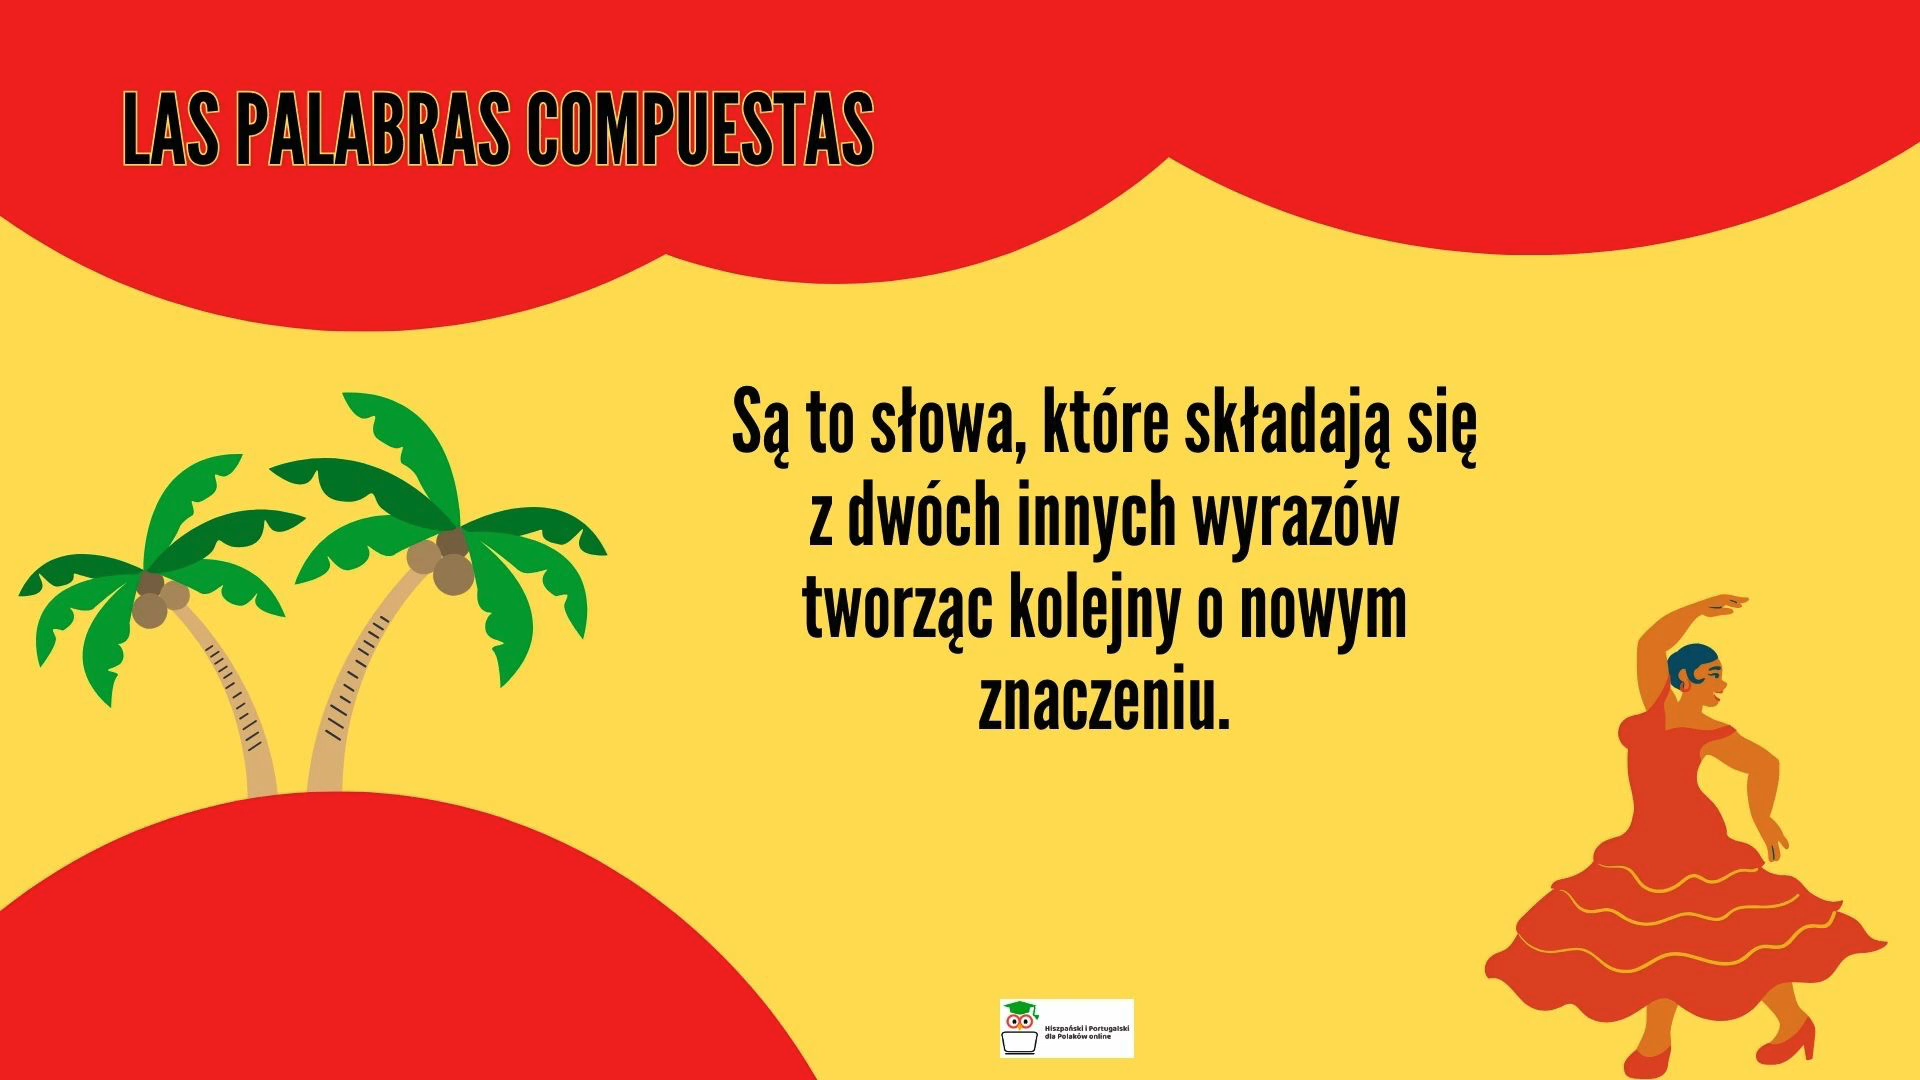 LAS PALABRAS COMPUESTAS
Są to słowa, które składają się
z dwóch innych wyrazów
tworząc kolejny o nowym
znaczeniu.
Hiszpański i Portugalski
dla Polaków online